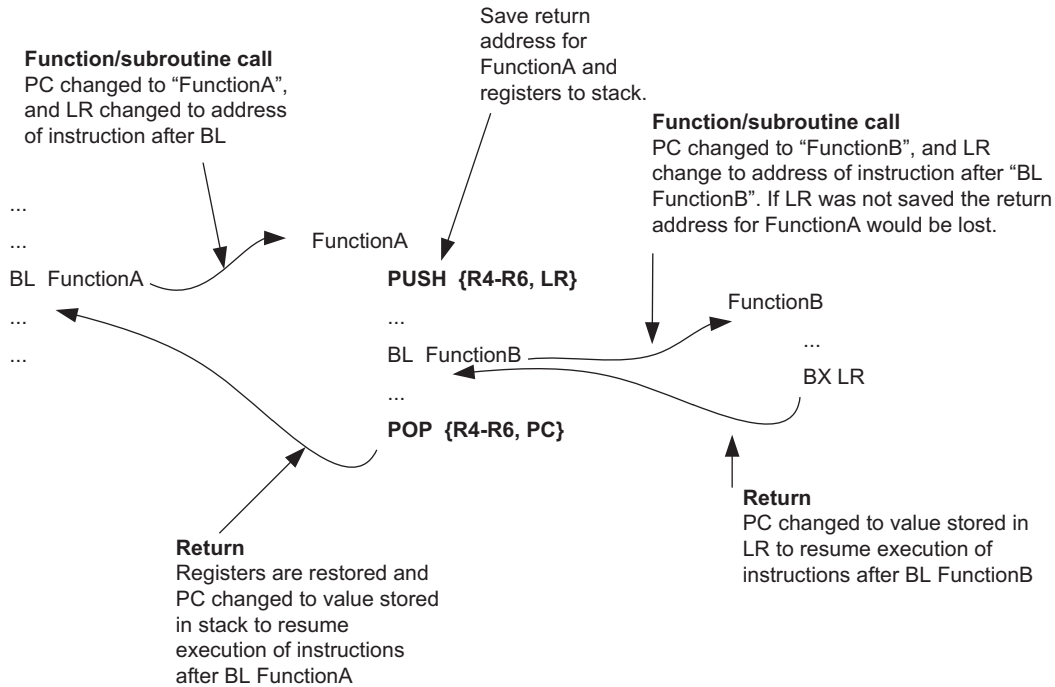 Save return
address for
FunctionA and
registers to stack.
Function/subroutine call
PC changed to “FunctionA”,
and LR changed to address
of instruction after BL
Function/subroutine call
PC changed to “FunctionB”, and LR
change to address of instruction after “BL
FunctionB”. If LR was not saved the return
address for FunctionA would be lost.
...
...
BL FunctionA
...
...
FunctionA
PUSH {R4-R6, LR}
...
BL FunctionB
...
POP {R4-R6, PC}
FunctionB
...
BX LR
Return
Registers are restored and
PC changed to value stored
in stack to resume
execution of instructions
after BL FunctionA
Return
PC changed to value stored in
LR to resume execution of
instructions after BL FunctionB